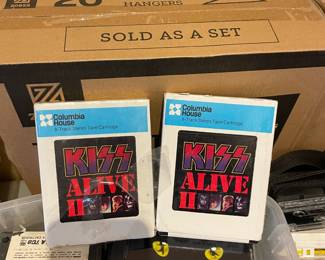 20
HANGERS
SOLD AS A SET
Columbia
House
8-Track Stereo Tape Cartridge
KISS
ALIVE
II
Columbia
House
8-Track Stereo Tape Cartridge
KISS
ALIVE
II